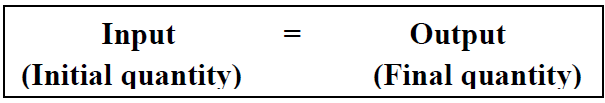 Input = Output
(Initial quantity) (Final quantity)